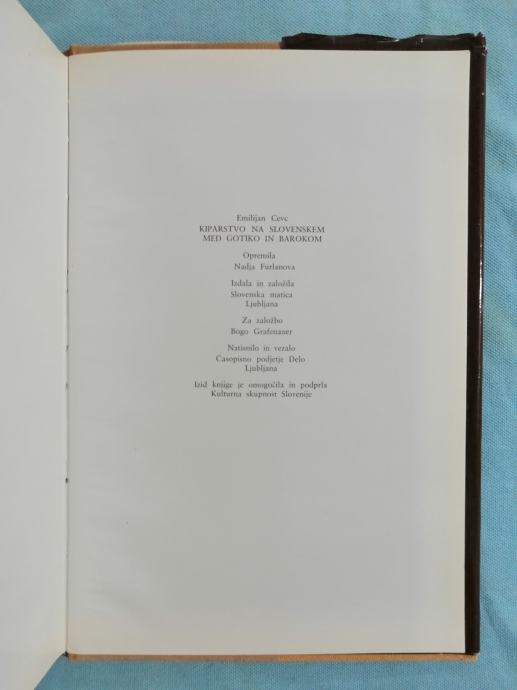 Emilijan Cevc
KIPARSTVO NA SLOVENSKEM
MED GOTIKO IN BAROKOM
Opremila
Nadja Furlanova
Izdala in založila
Slovenska matica
Ljubljana
Za založbo
Bogo Grafenauer
Natisnilo in vezalo
Časopisno podjetje Delo
Ljubljana
Izid knjige je omogočila in podprla
Kulturna skupnost Slovenije